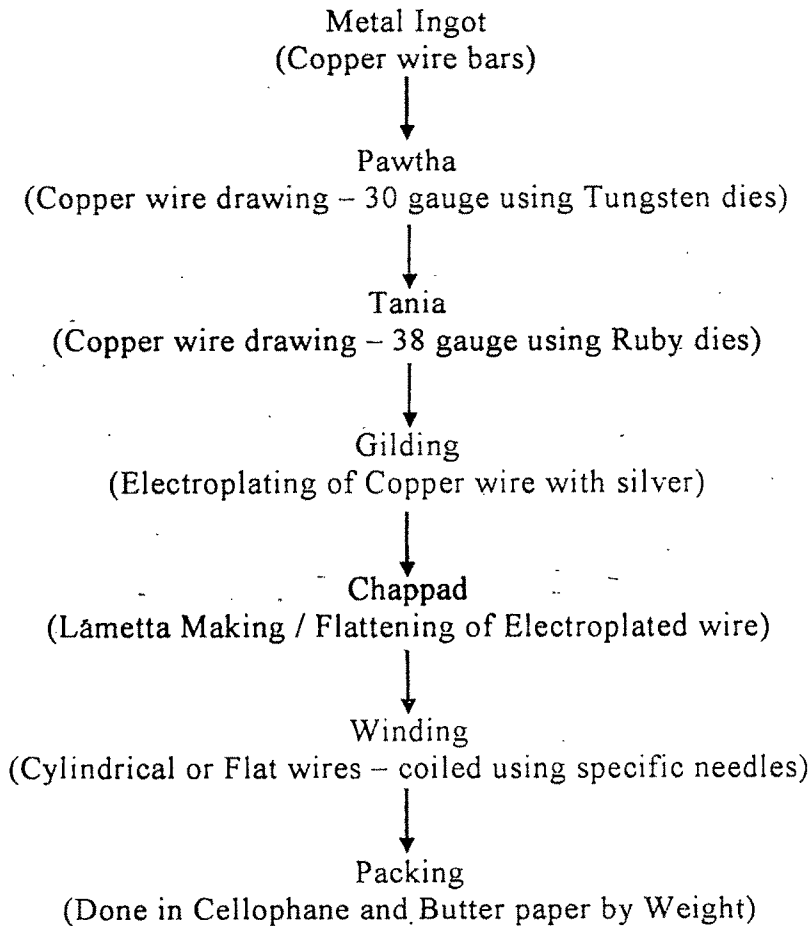 Metal Ingot
(Copper wire bars)
Pawtha
(Copper wire drawing – 30 gauge using Tungsten dies)
Tania
(Copper wire drawing – 38 gauge using Ruby dies)
Gilding
(Electroplating of Copper wire with silver)
Chappad
(Lametta Making / Flattening of Electroplated wire)
Winding
(Cylindrical or Flat wires – coiled using specific needles)
Packing
(Done in Cellophane and Butter paper by Weight)